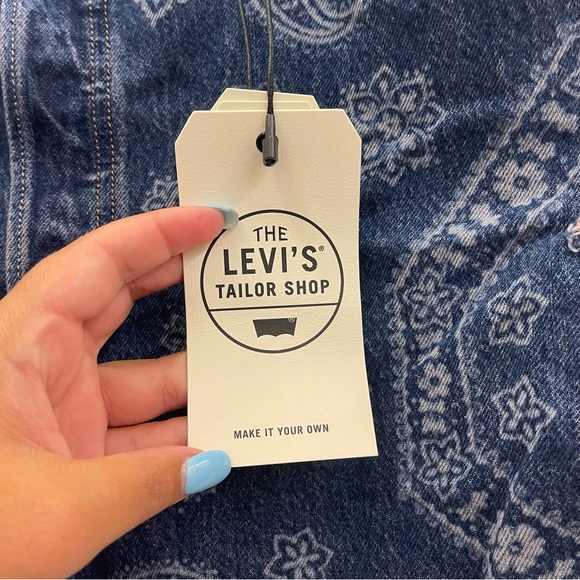 THE
LEVI'S®
TAILOR SHOP
®
MAKE IT YOUR OWN